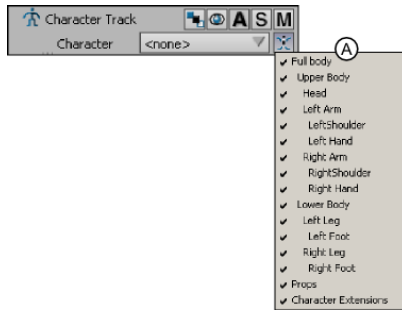 Character Track A S M
Character <none>
A
Full body
Upper Body
Head
Left Arm
LeftShoulder
Left Hand
Right Arm
RightShoulder
Right Hand
Lower Body
Left Leg
Left Foot
Right Leg
Right Foot
Props
Character Extensions